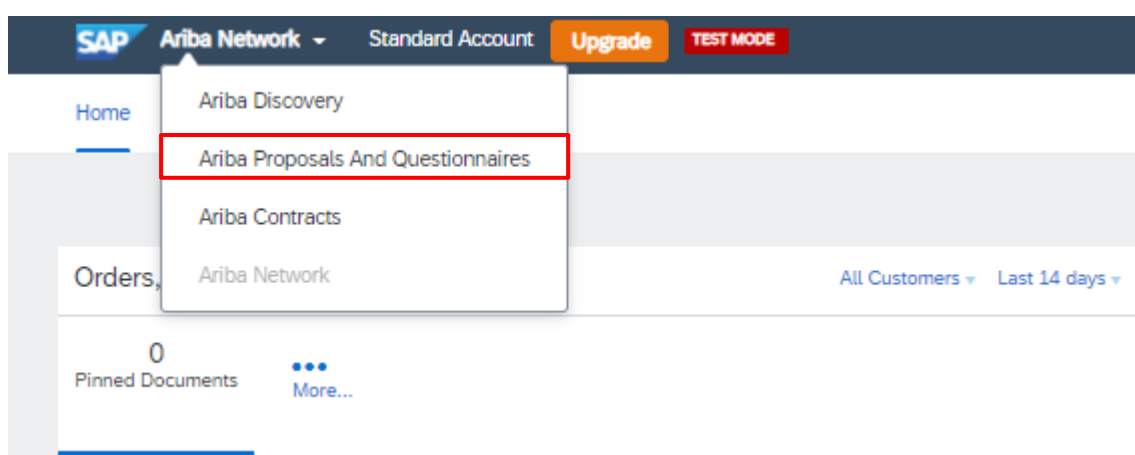 SAP Ariba Network Standard Account Upgrade TEST MODE
Home
Ariba Discovery
Ariba Proposals And Questionnaires
Ariba Contracts
Ariba Network
Orders, All Customers Last 14 days
0
Pinned Documents
More...